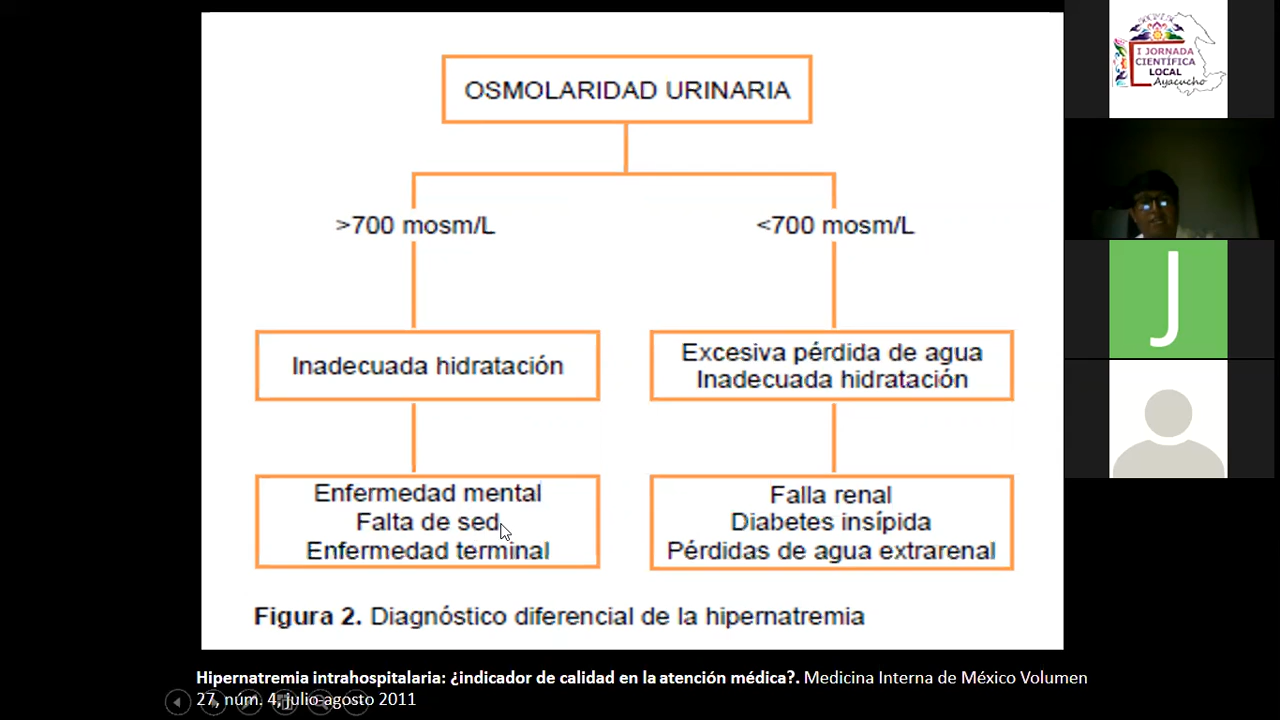 OSMOLARIDAD URINARIA
>700 mosm/L
<700 mosm/L
Inadecuada hidratación
Excesiva pérdida de agua
Inadecuada hidratación
Enfermedad mental
Falta de sed
Enfermedad terminal
Falla renal
Diabetes insípida
Pérdidas de agua extrarenal
Figura 2. Diagnóstico diferencial de la hipernatremia
Hipernatremia intrahospitalaria: ¿indicador de calidad en la atención médica?. Medicina Interna de México Volumen
27, núm. 4, julio-agosto 2011
I JORNADA
CIENTÍFICA
LOCAL
Ayacucho
J